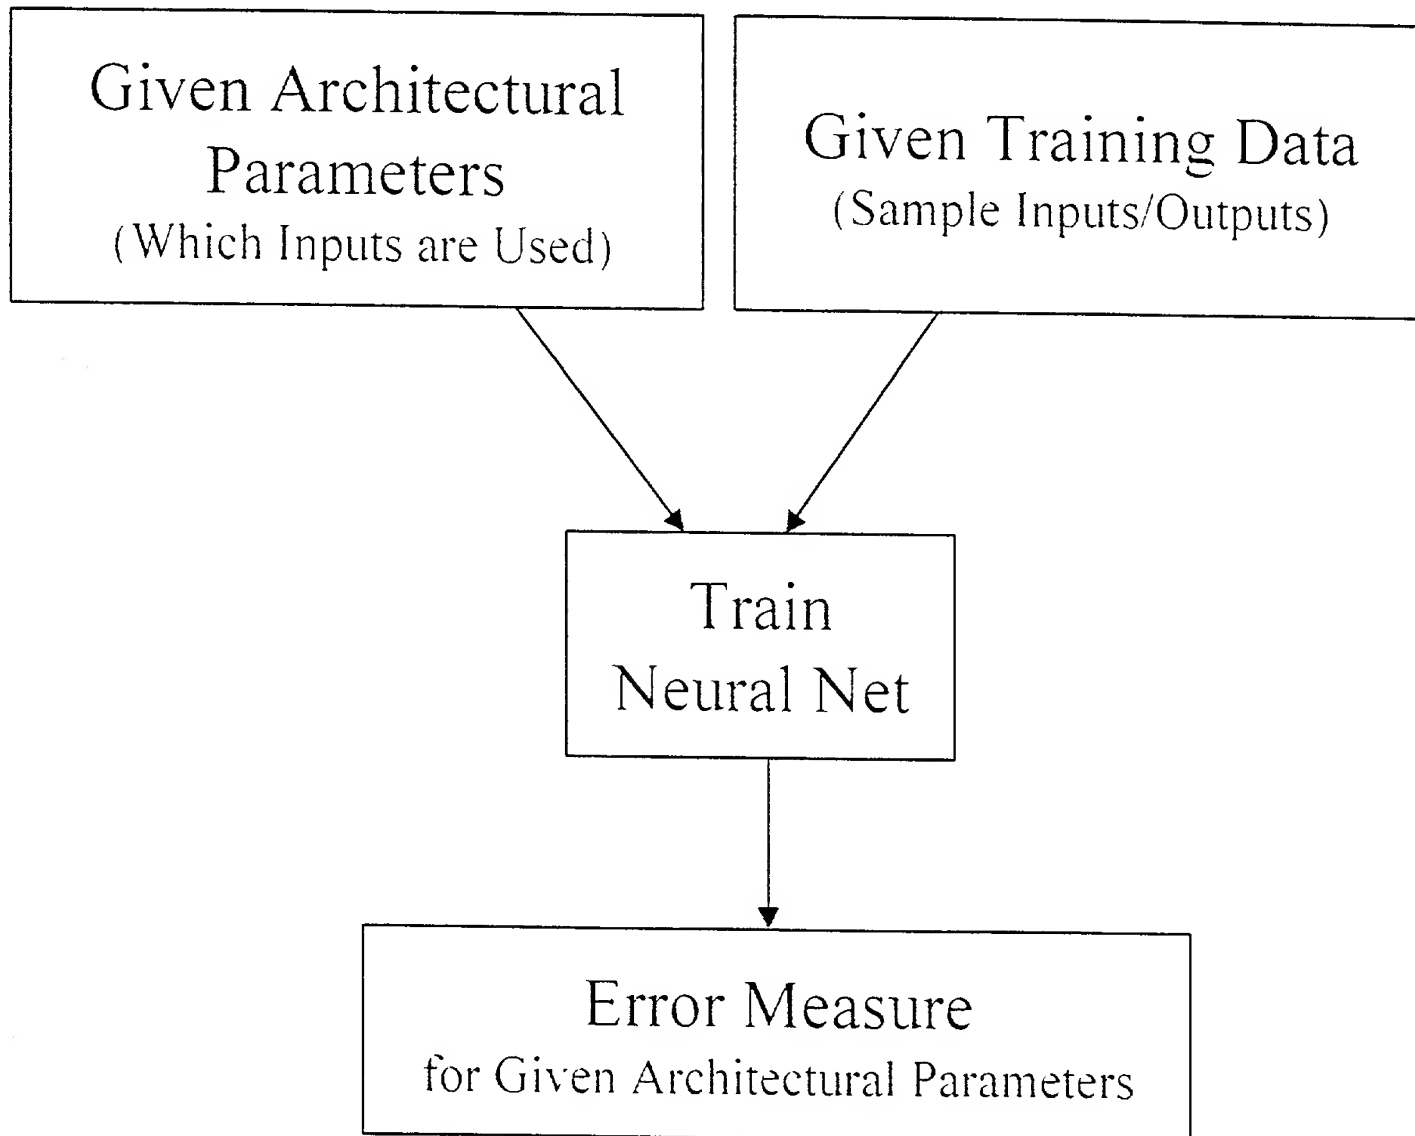 Given Architectural
Parameters
(Which Inputs are Used)
Given Training Data
(Sample Inputs/Outputs)
Train
Neural Net
Error Measure
for Given Architectural Parameters